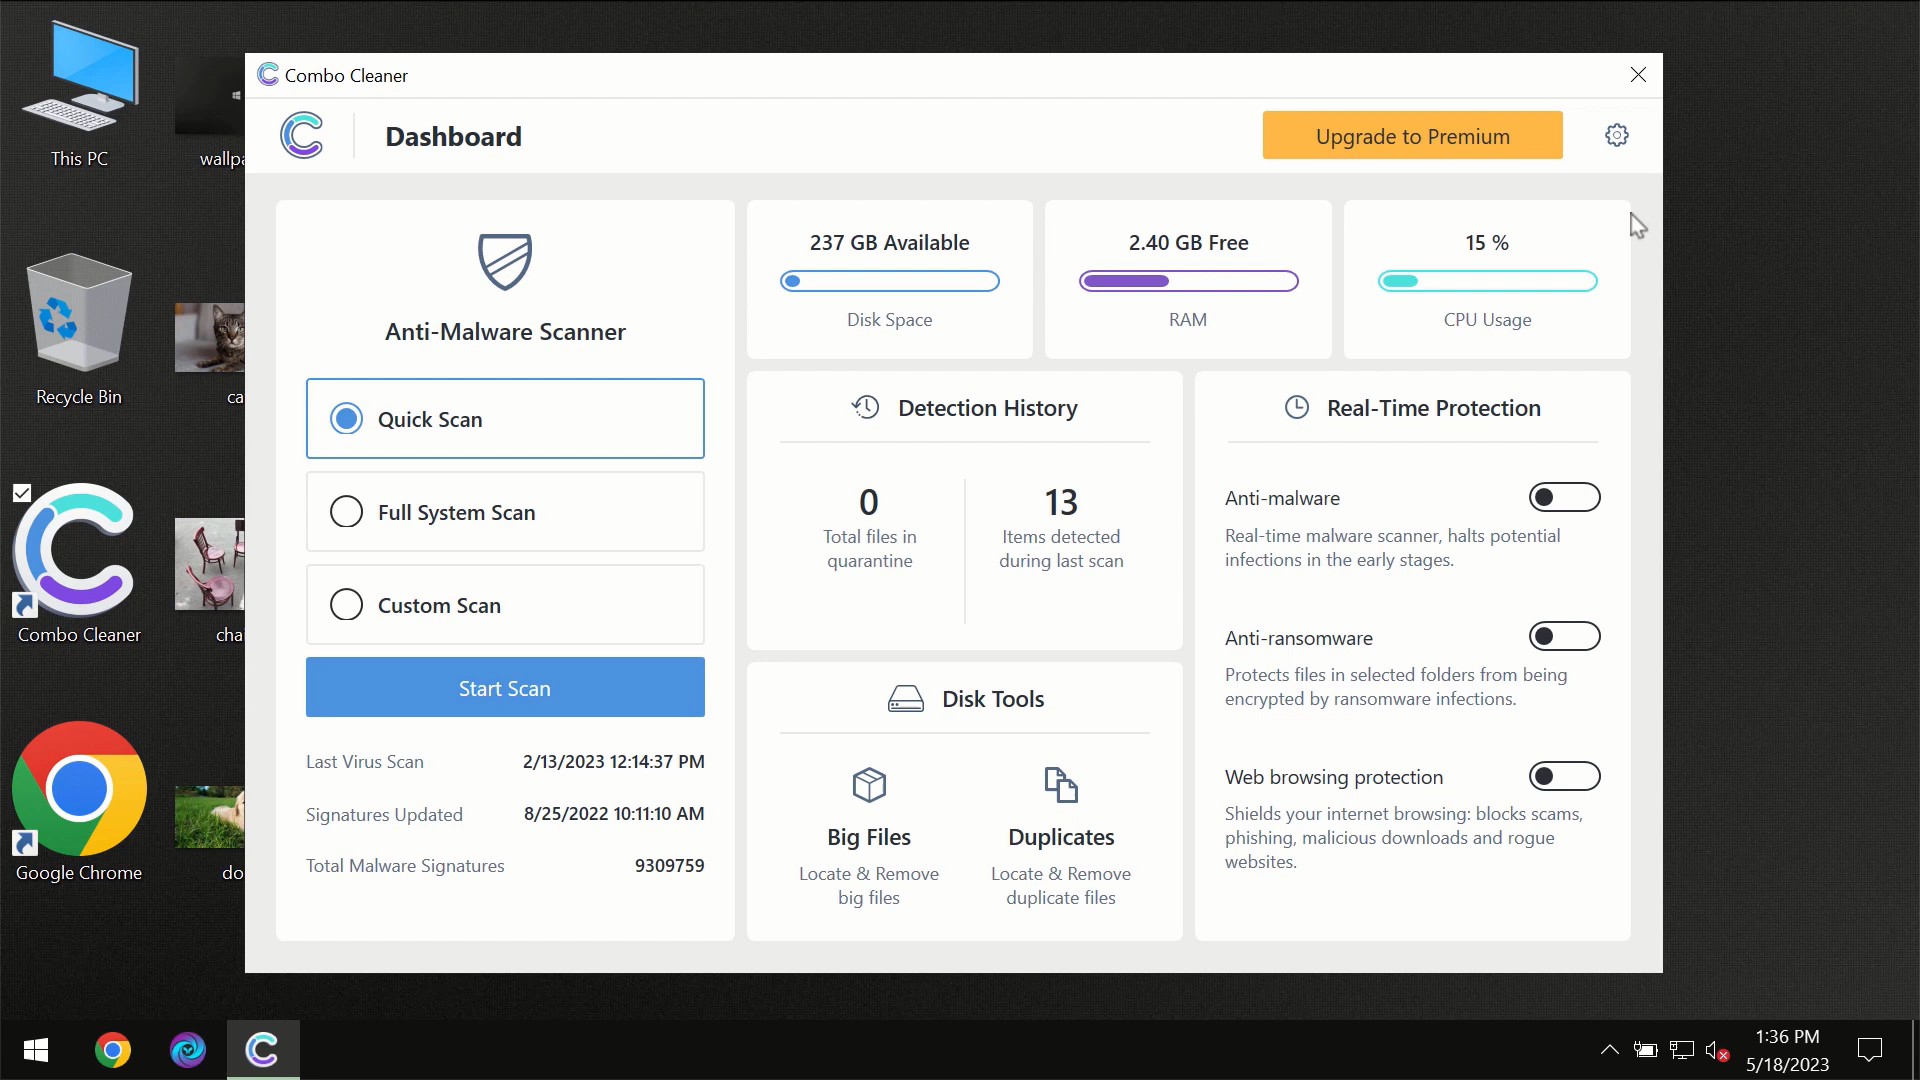 This PC
wallpa
Recycle Bin
ca
Combo Cleaner
chai
Google Chrome
do
Combo Cleaner
Dashboard
Upgrade to Premium
Anti-Malware Scanner
Quick Scan
Full System Scan
Custom Scan
Start Scan
Last Virus Scan 2/13/2023 12:14:37 PM
Signatures Updated 8/25/2022 10:11:10 AM
Total Malware Signatures 9309759
237 GB Available
Disk Space
2.40 GB Free
RAM
15 %
CPU Usage
Detection History
0
Total files in
quarantine
13
Items detected
during last scan
Disk Tools
Big Files
Locate & Remove
big files
Duplicates
Locate & Remove
duplicate files
Real-Time Protection
Anti-malware
Real-time malware scanner, halts potential
infections in the early stages.
Anti-ransomware
Protects files in selected folders from being
encrypted by ransomware infections.
Web browsing protection
Shields your internet browsing: blocks scams,
phishing, malicious downloads and rogue
websites.
1:36 PM
5/18/2023